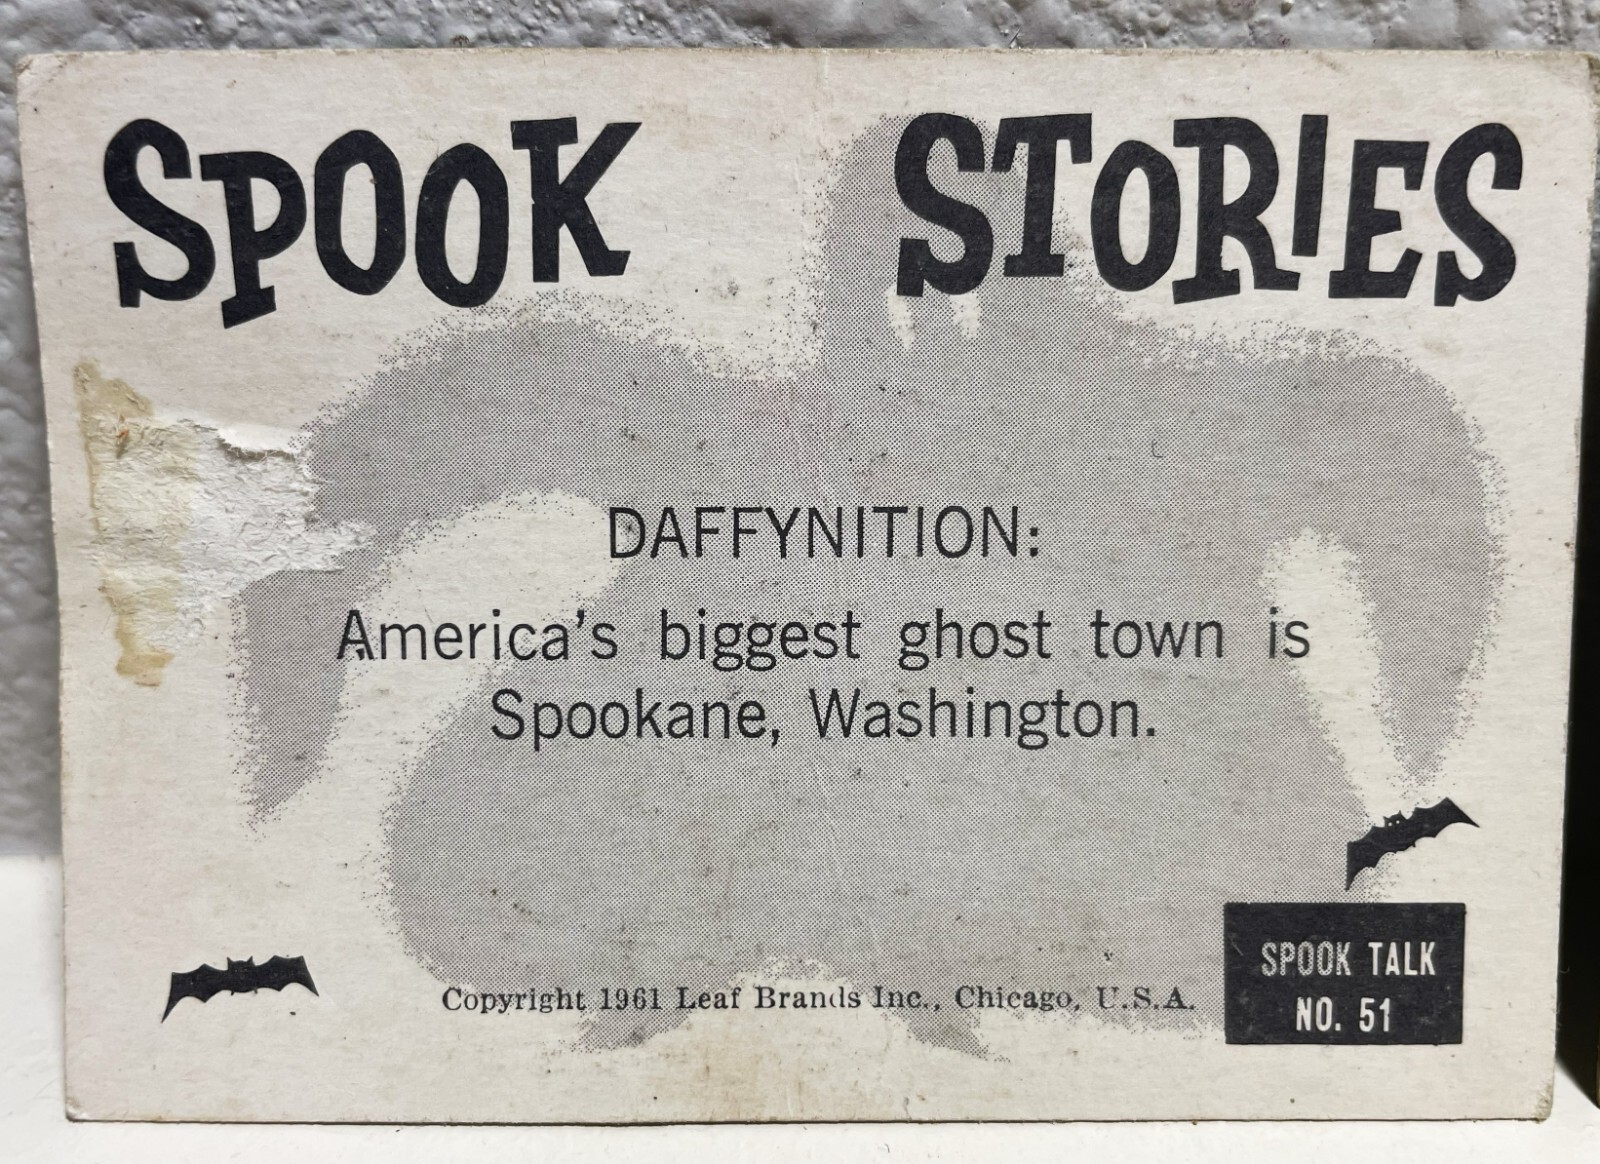 SPOOK STORIES
DAFFYNITION:
America's biggest ghost town is
Spookane, Washington.
Copyright 1961 Leaf Brands Inc., Chicago, U.S.A.
SPOOK TALK
NO. 51